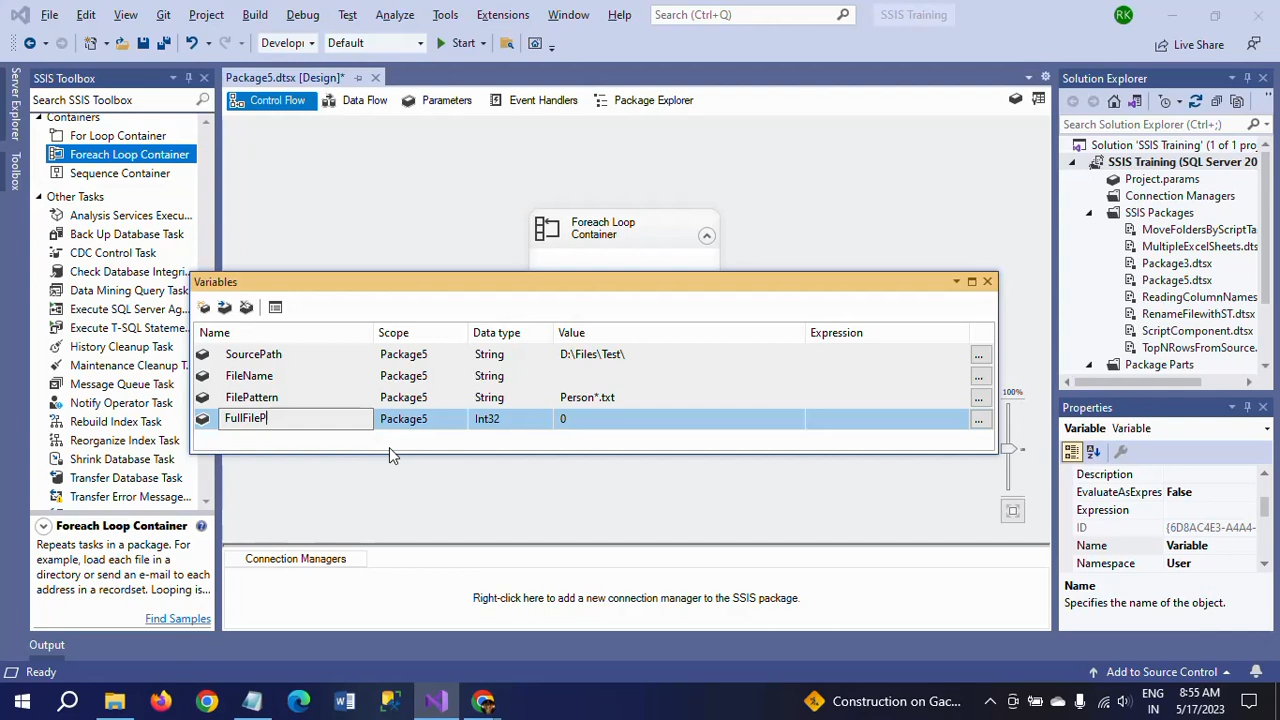 File Edit View Git Project Build Debug Test Analyze Tools Extensions Window Help Search (Ctrl+Q) SSIS Training RK
Developi Default Start Live Share
SSIS Toolbox
Search SSIS Toolbox
Containers
For Loop Container
Foreach Loop Container
Sequence Container
Other Tasks
Analysis Services Execu...
Back Up Database Task
CDC Control Task
Check Database Integri...
Data Mining Query Task
Execute SQL Server Ag...
Execute T-SQL Stateme...
History Cleanup Task
Maintenance Cleanup T...
Message Queue Task
Notify Operator Task
Rebuild Index Task
Reorganize Index Task
Shrink Database Task
Transfer Database Task
Transfer Error Message...
Foreach Loop Container
Repeats tasks in a package. For
example, load each file in a
directory or send an e-mail to each
address in a recordset. Looping is...
Find Samples
Server Explorer
Toolbox
Package5.dtsx [Design]*
Control Flow Data Flow Parameters Event Handlers Package Explorer
Foreach Loop
Container
Variables
Name Scope Data type Value Expression
SourcePath Package5 String D:\Files\Test\ ...
FileName Package5 String ...
FilePattern Package5 String Person*.txt ...
FullFileP Package5 Int32 0 ...
100%
Connection Managers
Right-click here to add a new connection manager to the SSIS package.
Solution Explorer
Search Solution Explorer (Ctrl+;)
Solution 'SSIS Training' (1 of 1 proj
SSIS Training (SQL Server 20
Project.params
Connection Managers
SSIS Packages
MoveFoldersByScriptTa
MultipleExcelSheets.dts
Package3.dtsx
Package5.dtsx
ReadingColumnNames
RenameFilewithST.dtsx
ScriptComponent.dtsx
TopNRowsFromSource.
Package Parts
Properties
Variable Variable
Description
EvaluateAsExpres False
Expression
ID {6D8AC4E3-A4A4-
Name Variable
Namespace User
Name
Specifies the name of the object.
Output
Ready Add to Source Control
Construction on Gac... ENG IN 8:55 AM 5/17/2023